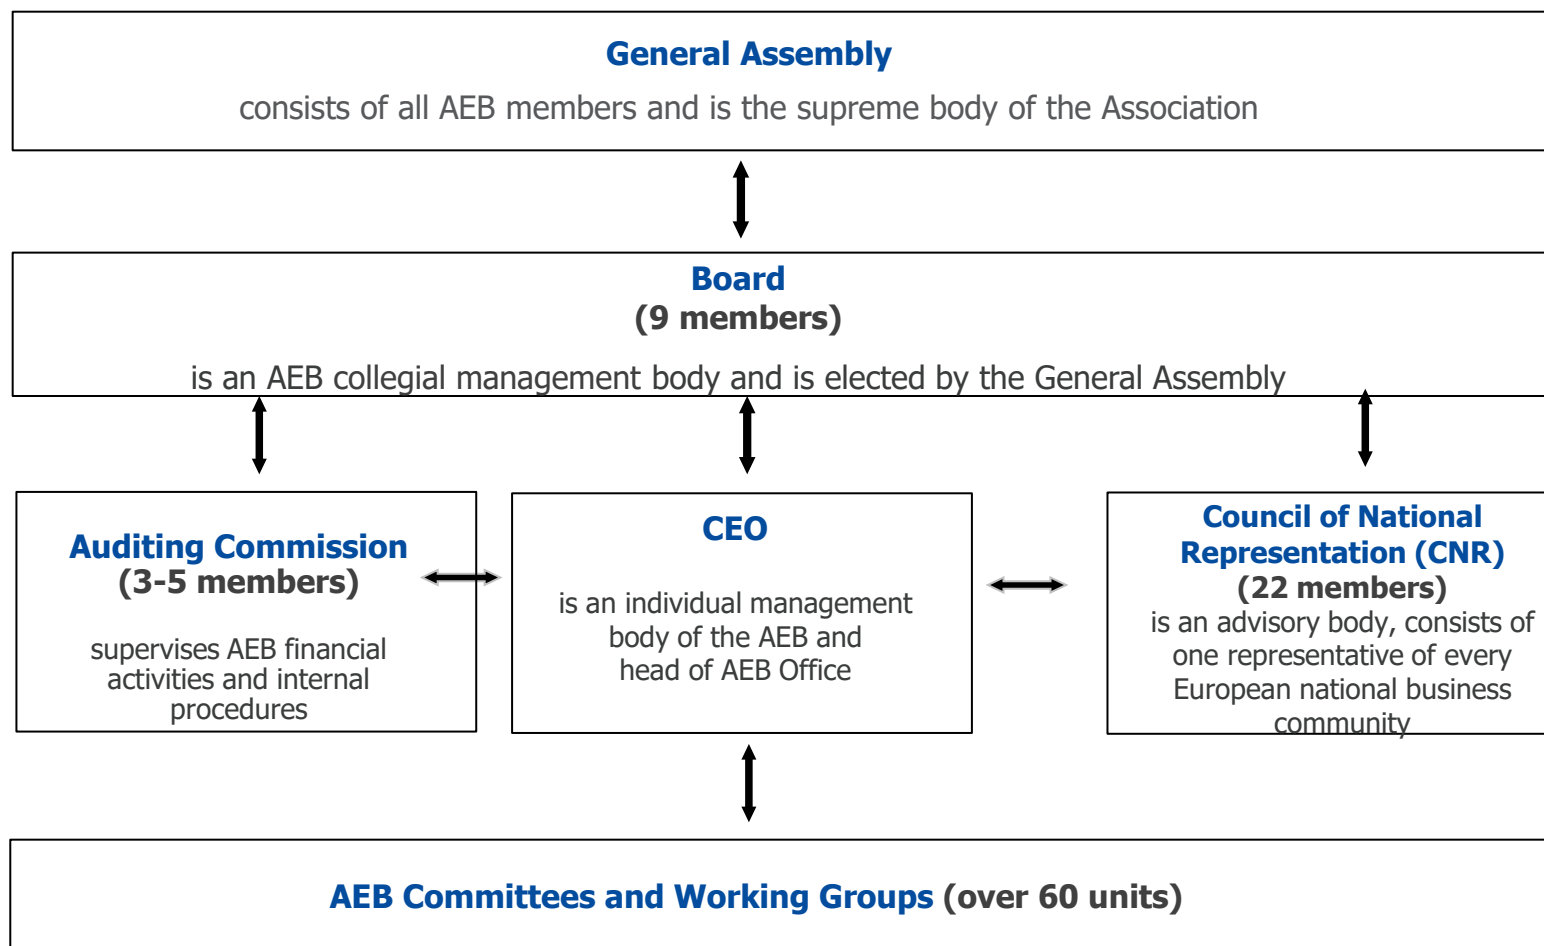 General Assembly
consists of all AEB members and is the supreme body of the Association
Board
(9 members)
is an AEB collegial management body and is elected by the General Assembly
Auditing Commission
(3-5 members)
supervises AEB financial
activities and internal
procedures
CEO
is an individual management
body of the AEB and
head of AEB Office
Council of National
Representation (CNR)
(22 members)
is an advisory body, consists of
one representative of every
European national business
community
AEB Committees and Working Groups (over 60 units)